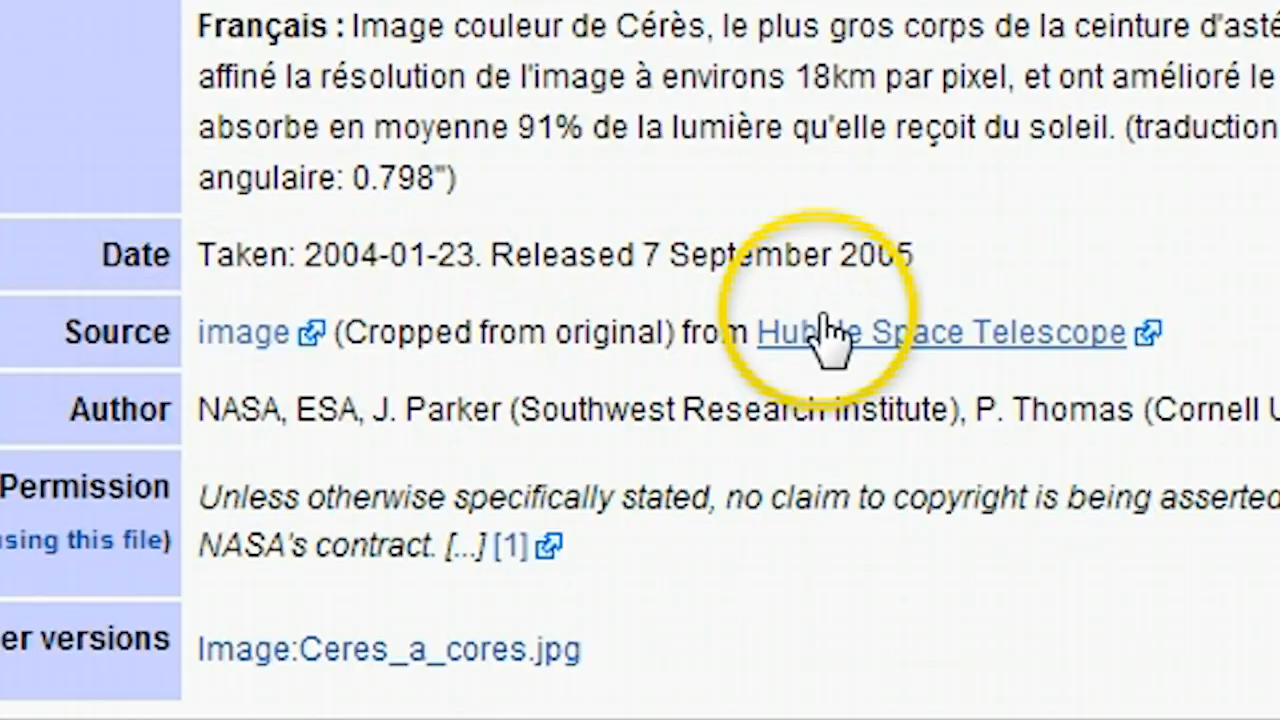 Français : Image couleur de Cérès, le plus gros corps de la ceinture d'asté
affiné la résolution de l'image à environs 18km par pixel, et ont amélioré le
absorbe en moyenne 91% de la lumière qu'elle reçoit du soleil. (traduction
angulaire: 0.798")
Date Taken: 2004-01-23. Released 7 September 2005
Source image (Cropped from original) from Hubble Space Telescope
Author NASA, ESA, J. Parker (Southwest Research Institute), P. Thomas (Cornell U
Permission Unless otherwise specifically stated, no claim to copyright is being asserted
sing this file) NASA's contract. [...] [1]
er versions Image:Ceres_a_cores.jpg